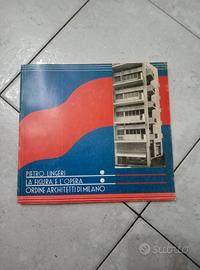 PIETRO LINGERI
LA FIGURA E L'OPERA
ORDINE ARCHITETTI DI MILANO
subito